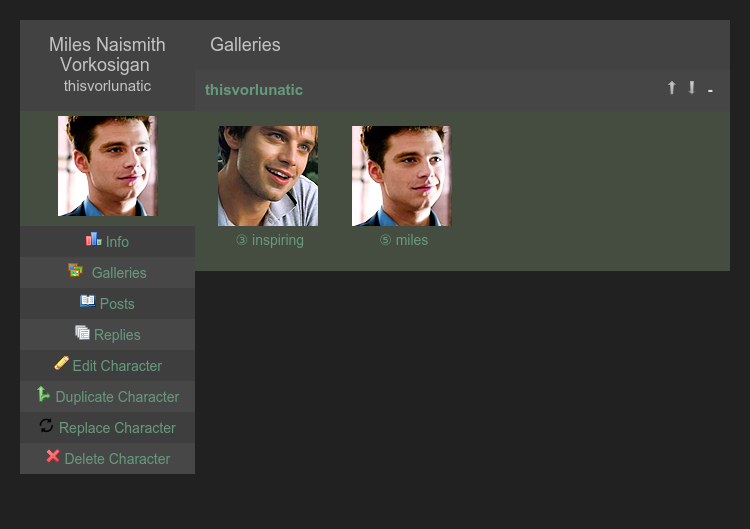 Miles Naismith
Vorkosigan
thisvorlunatic
Info
Galleries
Posts
Replies
Edit Character
Duplicate Character
Replace Character
Delete Character
Galleries
thisvorlunatic
-
③ inspiring
⑤ miles